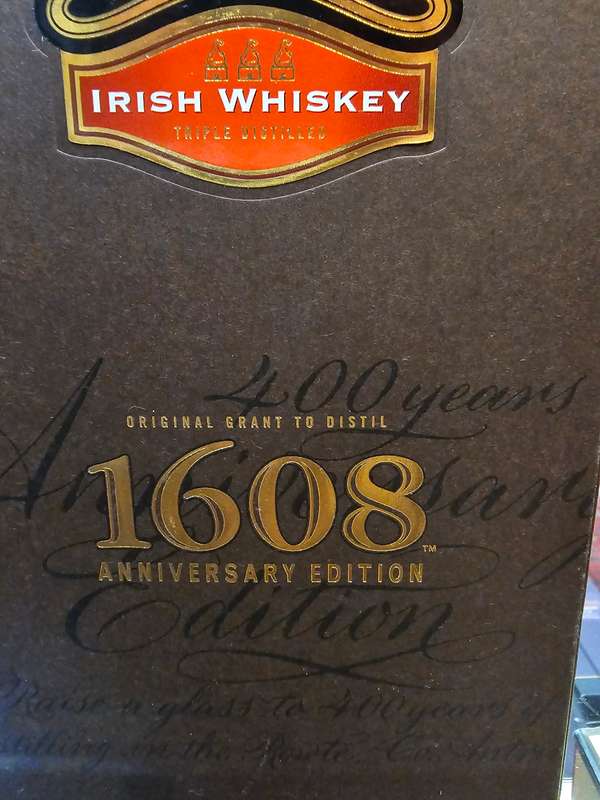 IRISH WHISKEY
TRIPLE DISTILLED
400 years
ORIGINAL GRANT TO DISTIL
Anniversary
1608™
ANNIVERSARY EDITION
Edition
Raise a glass to 400 years of
in the